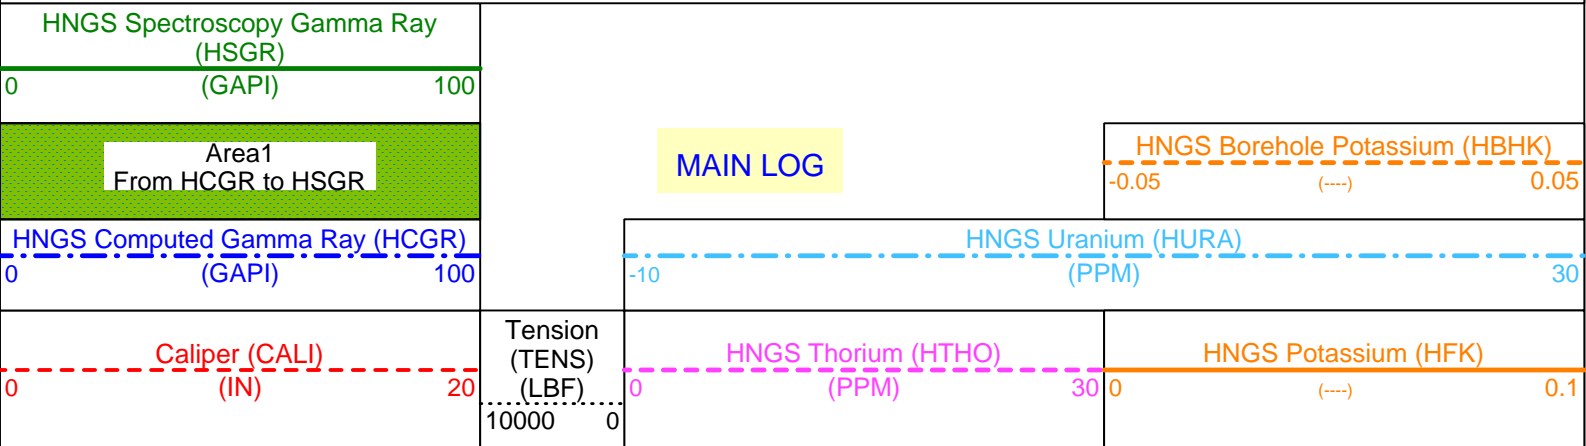 HNGS Spectroscopy Gamma Ray
(HSGR)
0 (GAPI) 100
Area1
From HCGR to HSGR
MAIN LOG
HNGS Borehole Potassium (HBHK)
-0.05 (----) 0.05
HNGS Computed Gamma Ray (HCGR)
0 (GAPI) 100
HNGS Uranium (HURA)
-10 (PPM) 30
Caliper (CALI)
0 (IN) 20
Tension
(TENS)
(LBF)
10000 0
HNGS Thorium (HTHO)
0 (PPM) 30
HNGS Potassium (HFK)
0 (----) 0.1